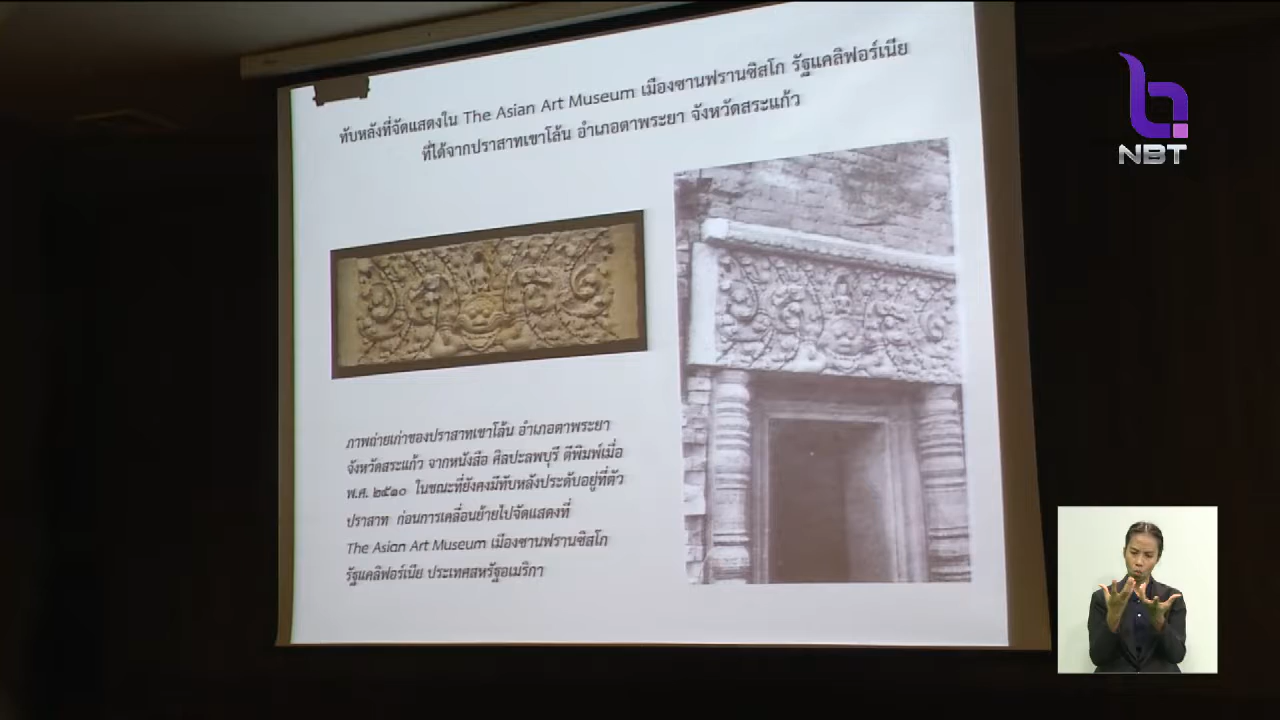 ทับหลังที่จัดแสดงใน The Asian Art Museum เมืองซานฟรานซิสโก รัฐแคลิฟอร์เนีย
ที่ได้จากปราสาทเขาโล้น อำเภอตาพระยา จังหวัดสระแก้ว
NBT
ภาพถ่ายเก่าของปราสาทเขาโล้น อำเภอตาพระยา
จังหวัดสระแก้ว จากหนังสือ ศิลปะลพบุรี ตีพิมพ์เมื่อ
พ.ศ. ๒๕๑๐ ในขณะที่ยังคงมีทับหลังประดับอยู่ที่ตัว
ปราสาท ก่อนการเคลื่อนย้ายไปจัดแสดงที่
The Asian Art Museum เมืองซานฟรานซิสโก
รัฐแคลิฟอร์เนีย ประเทศสหรัฐอเมริกา